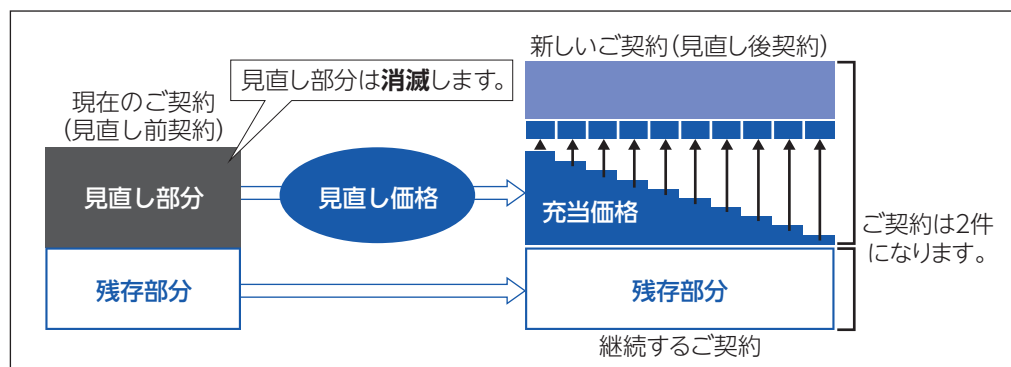 見直し部分は消滅します。
現在のご契約
(見直し前契約)
見直し部分
見直し価格
残存部分
新しいご契約(見直し後契約)
充当価格
残存部分
継続するご契約
ご契約は2件
になります。